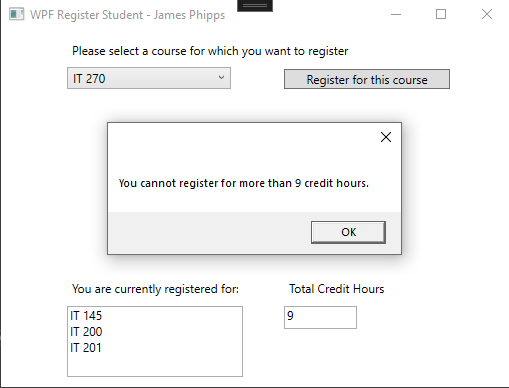 WPF Register Student - James Phipps
Please select a course for which you want to register
IT 270
Register for this course
You cannot register for more than 9 credit hours.
OK
You are currently registered for:
Total Credit Hours
IT 145
9
IT 200
IT 201